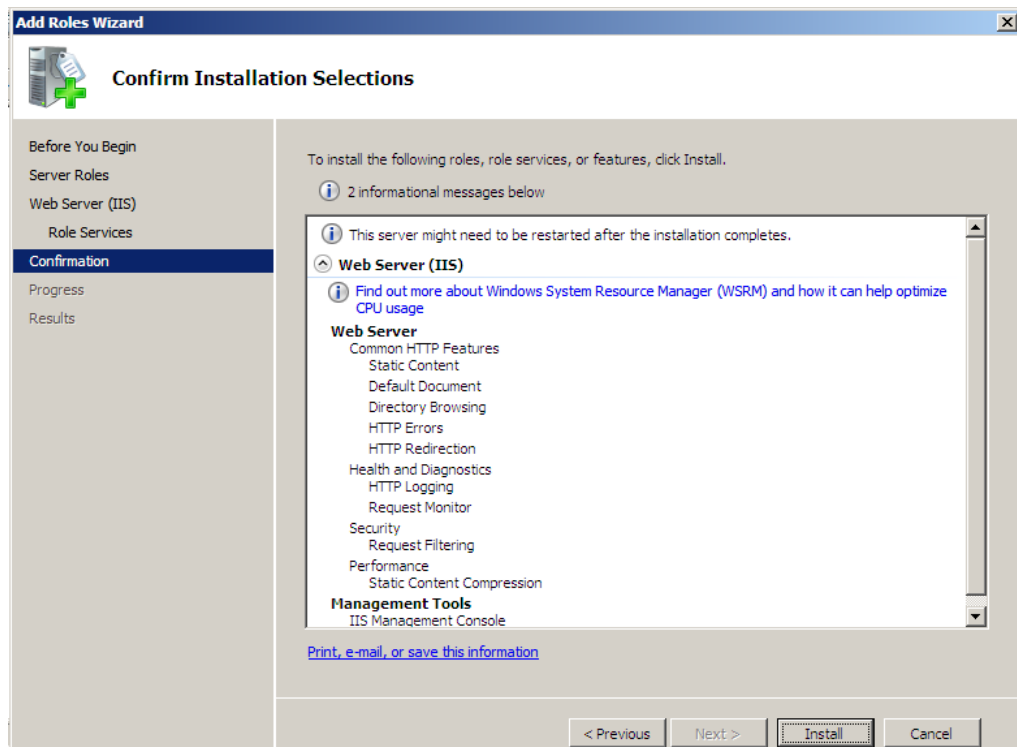 Add Roles Wizard
Confirm Installation Selections
Before You Begin
Server Roles
Web Server (IIS)
Role Services
Confirmation
Progress
Results
To install the following roles, role services, or features, click Install.
2 informational messages below
This server might need to be restarted after the installation completes.
Web Server (IIS)
Find out more about Windows System Resource Manager (WSRM) and how it can help optimize
CPU usage
Web Server
Common HTTP Features
Static Content
Default Document
Directory Browsing
HTTP Errors
HTTP Redirection
Health and Diagnostics
HTTP Logging
Request Monitor
Security
Request Filtering
Performance
Static Content Compression
Management Tools
IIS Management Console
Print, e-mail, or save this information
< Previous
Next >
Install
Cancel